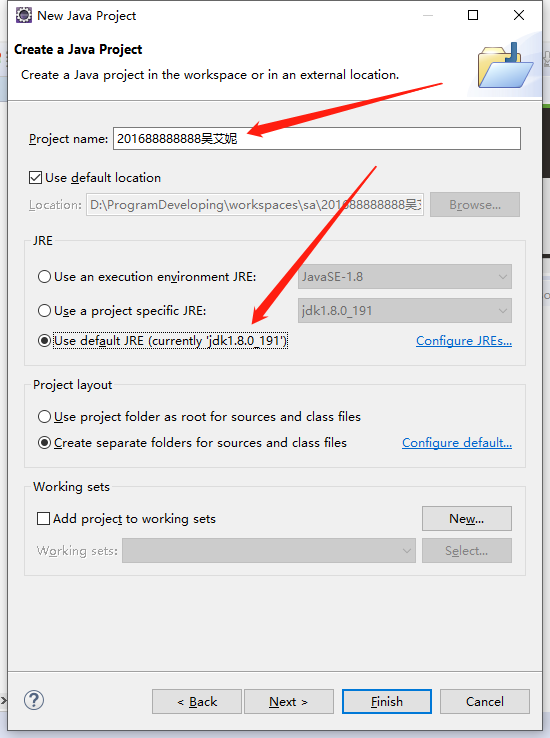 New Java Project
Create a Java Project
Create a Java project in the workspace or in an external location.
Project name: 201688888888吴艾妮
Use default location
Location: D:\ProgramDeveloping\workspaces\sa\201688888888吴艾 Browse...
JRE
Use an execution environment JRE: JavaSE-1.8
Use a project specific JRE: jdk1.8.0_191
Use default JRE (currently 'jdk1.8.0_191') Configure JREs...
Project layout
Use project folder as root for sources and class files
Create separate folders for sources and class files Configure default...
Working sets
Add project to working sets New...
Working sets: Select...
? < Back Next > Finish Cancel